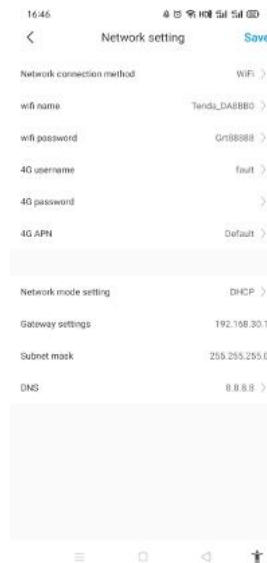 16:46
Network setting
Save
Network connection method WiFi
wifi name Tenda_DA8BB0
wifi password Grt88888
4G username fault
4G password
4G APN Default
Network mode setting DHCP
Gateway settings 192.168.30.1
Subnet mask 255.255.255.0
DNS 8.8.8.8